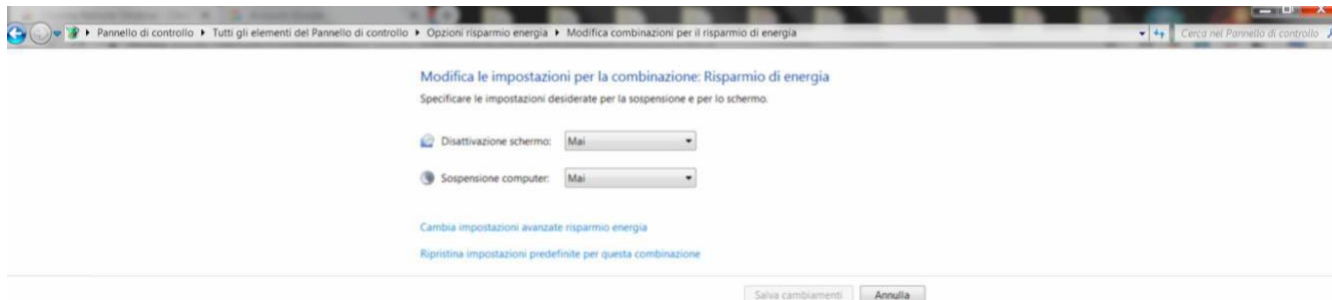 Pannello di controllo ▸ Tutti gli elementi del Pannello di controllo ▸ Opzioni risparmio energia ▸ Modifica combinazioni per il risparmio di energia
Cerca nel Pannello di controllo
Modifica le impostazioni per la combinazione: Risparmio di energia
Specificare le impostazioni desiderate per la sospensione e per lo schermo.
Disattivazione schermo: Mai
Sospensione computer: Mai
Cambia impostazioni avanzate risparmio energia
Ripristina impostazioni predefinite per questa combinazione
Salva cambiamenti Annulla